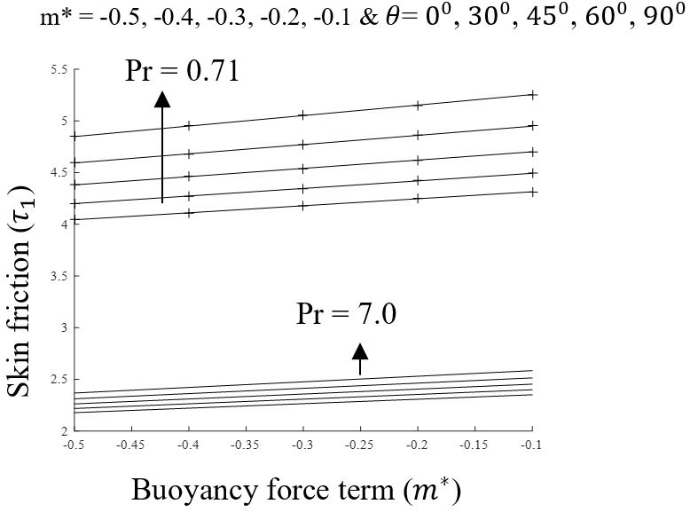 m* = -0.5, -0.4, -0.3, -0.2, -0.1 & θ= 0⁰, 30⁰, 45⁰, 60⁰, 90⁰
Pr = 0.71
Pr = 7.0
Skin friction (τ₁)
5.5
5
4.5
4
3.5
3
2.5
2
-0.5 -0.45 -0.4 -0.35 -0.3 -0.25 -0.2 -0.15 -0.1
Buoyancy force term (m*)